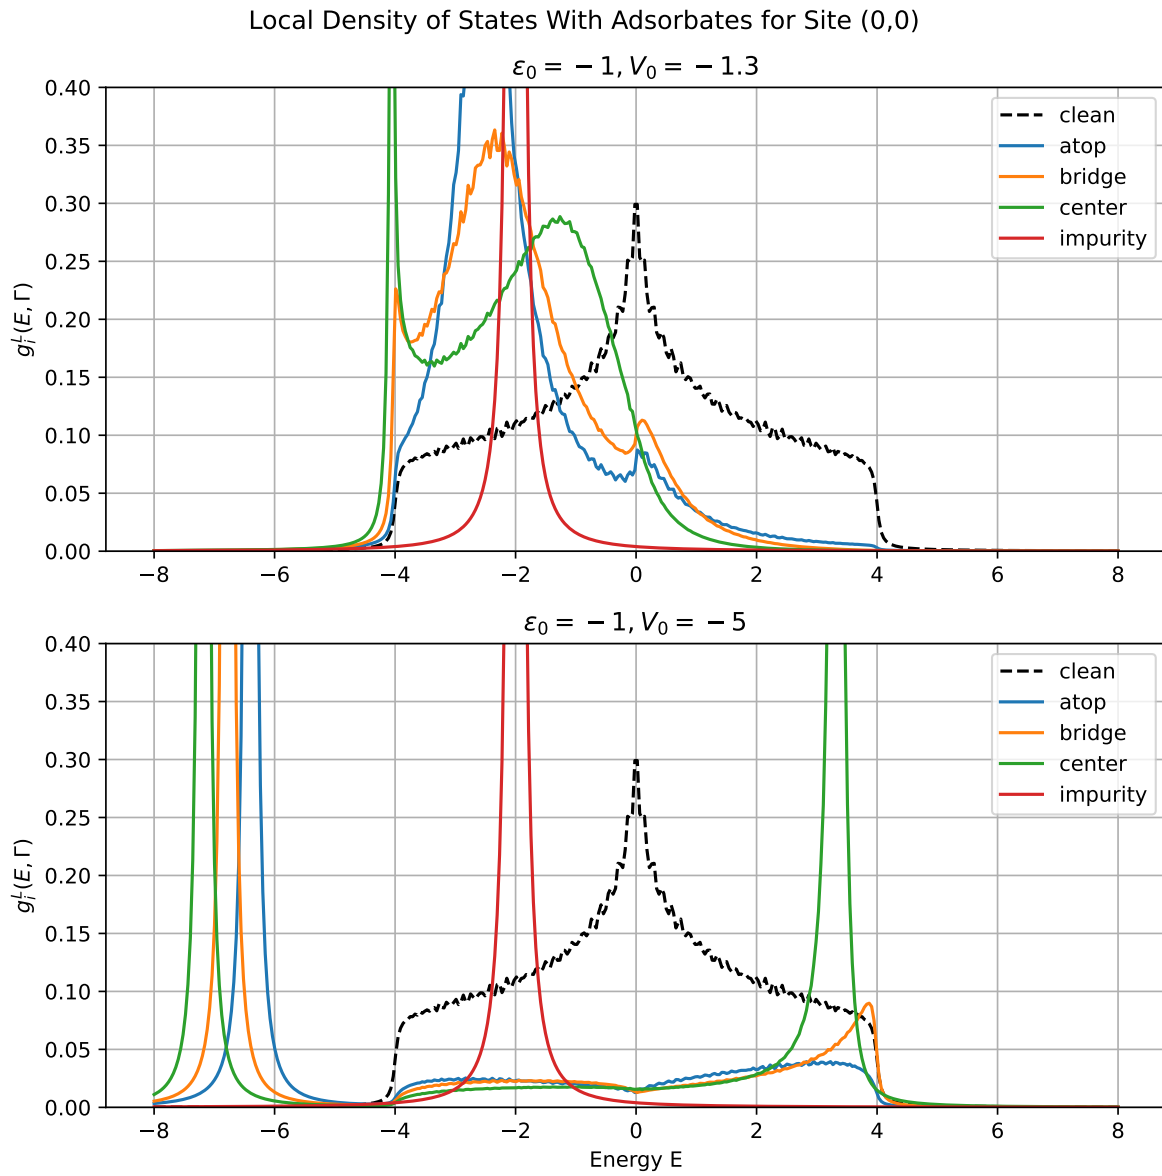 Local Density of States With Adsorbates for Site (0,0)
ε₀ = −1, V₀ = −1.3
0.40
0.35
0.30
0.25
0.20
0.15
0.10
0.05
0.00
gᵢᴸ(E, Γ)
clean
atop
bridge
center
impurity
−8 −6 −4 −2 0 2 4 6 8
ε₀ = −1, V₀ = −5
0.40
0.35
0.30
0.25
0.20
0.15
0.10
0.05
0.00
gᵢᴸ(E, Γ)
clean
atop
bridge
center
impurity
−8 −6 −4 −2 0 2 4 6 8
Energy E